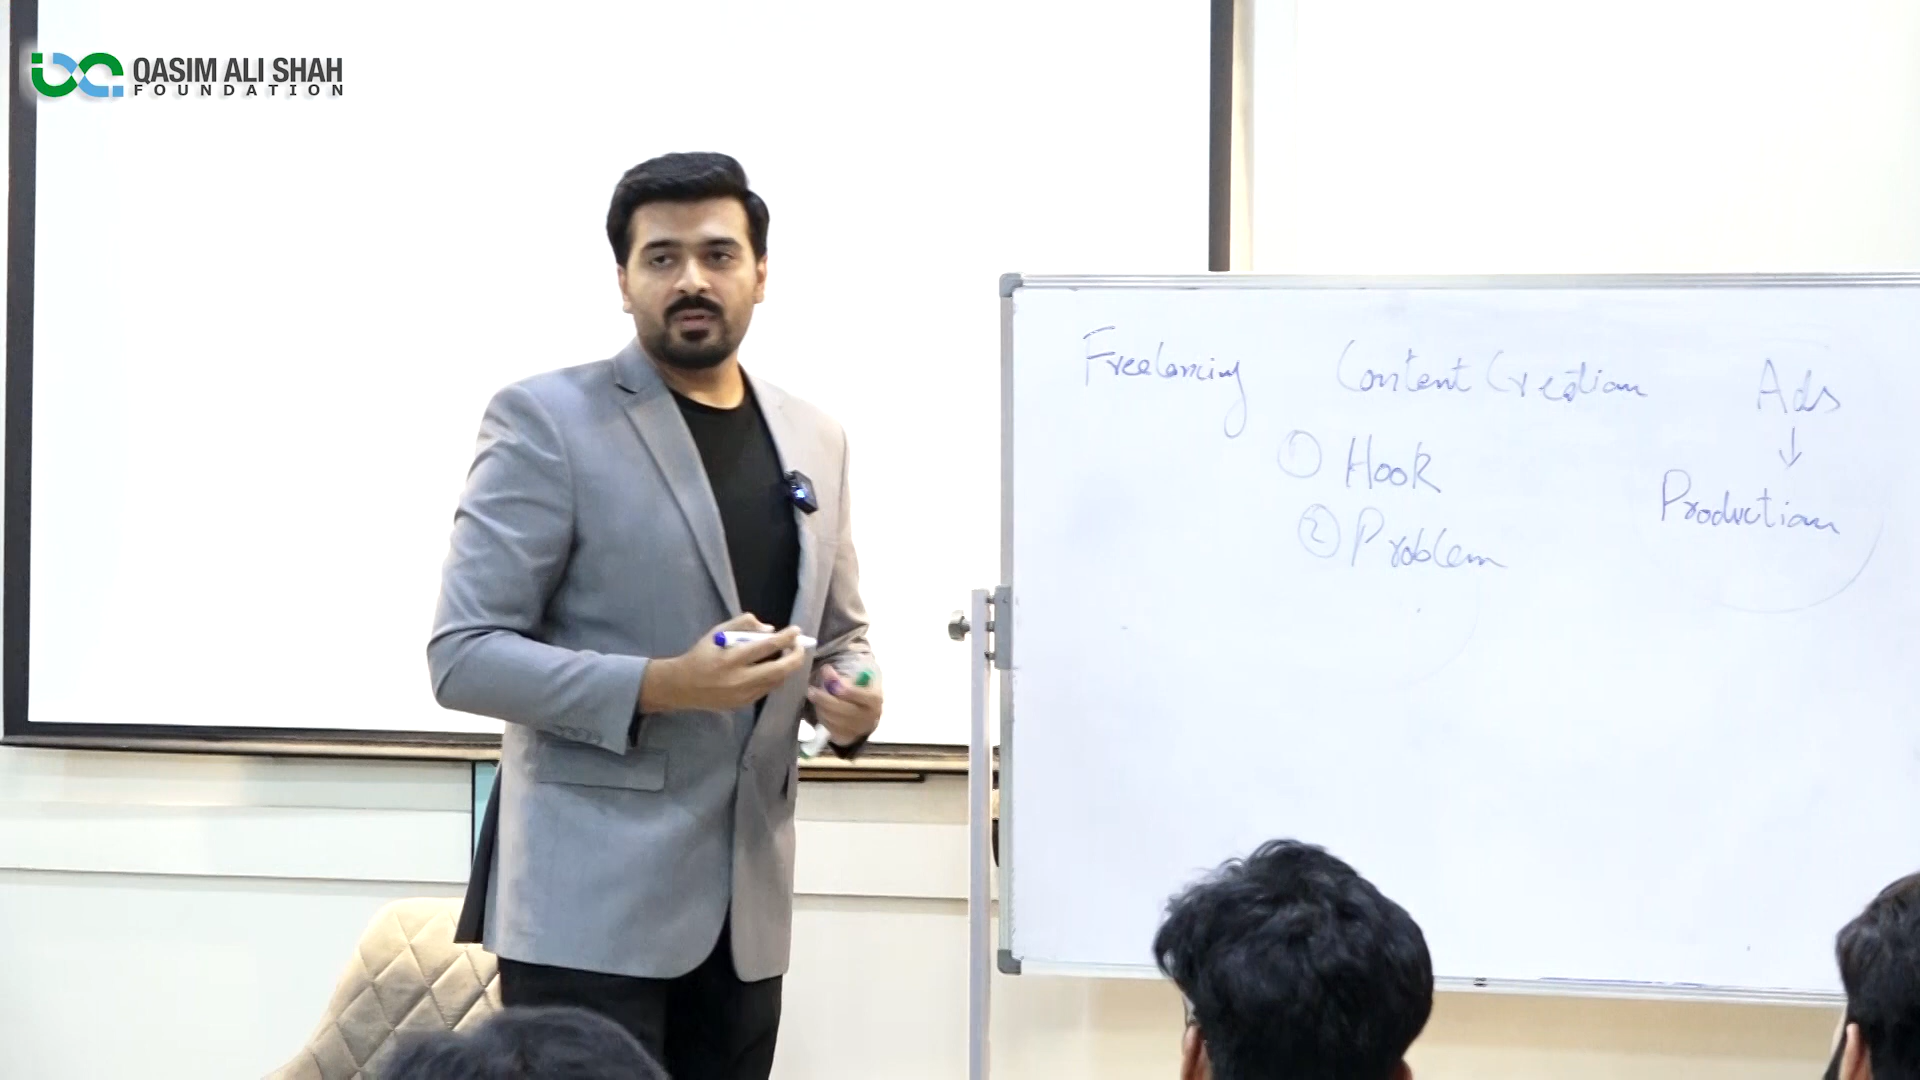 QASIM ALI SHAH
FOUNDATION
Freelancing
Content Creation
Ads
① Hook
② Problem
Production